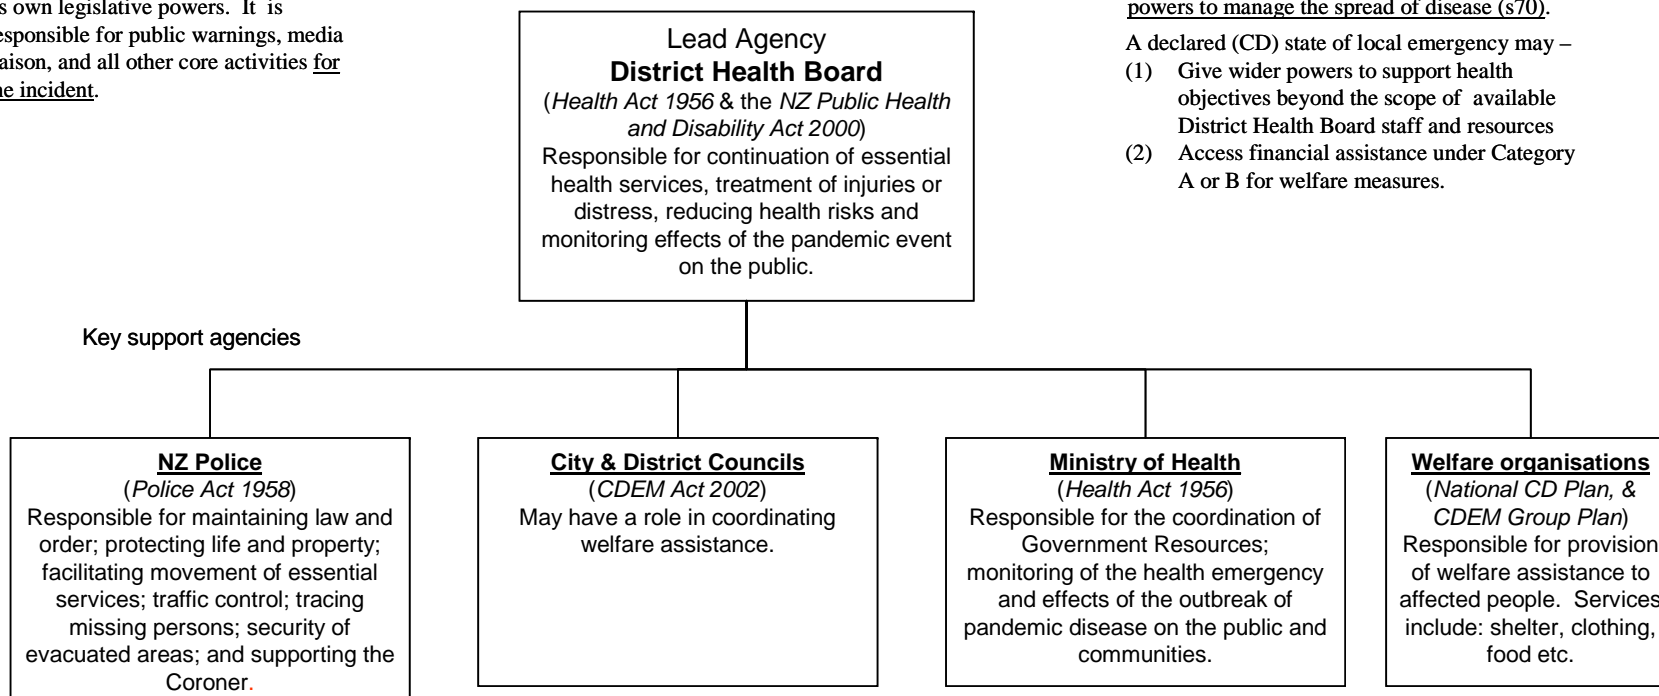 s own legislative powers.  It  is
esponsible for public warnings, media
aison, and all other core activities for
he incident.
powers to manage the spread of disease (s70).
A declared (CD) state of local emergency may –
(1) Give wider powers to support health
objectives beyond the scope of  available
District Health Board staff and resources
(2) Access financial assistance under Category
A or B for welfare measures.
Lead Agency
District Health Board
(Health Act 1956 & the NZ Public Health
and Disability Act 2000)
Responsible for continuation of essential
health services, treatment of injuries or
distress, reducing health risks and
monitoring effects of the pandemic event
on the public.
Key support agencies
NZ Police
(Police Act 1958)
Responsible for maintaining law and
order; protecting life and property;
facilitating movement of essential
services; traffic control; tracing
missing persons; security of
evacuated areas; and supporting the
Coroner.
City & District Councils
(CDEM Act 2002)
May have a role in coordinating
welfare assistance.
Ministry of Health
(Health Act 1956)
Responsible for the coordination of
Government Resources;
monitoring of the health emergency
and effects of the outbreak of
pandemic disease on the public and
communities.
Welfare organisations
(National CD Plan, &
CDEM Group Plan)
Responsible for provision
of welfare assistance to
affected people.  Services
include: shelter, clothing,
food etc.